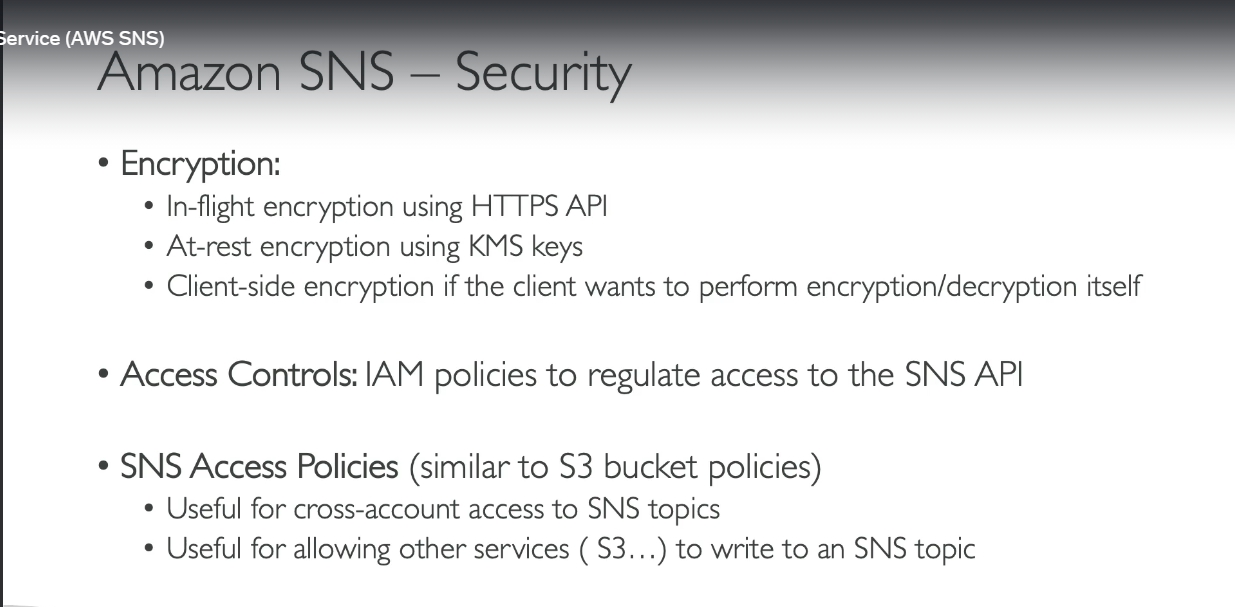 Service (AWS SNS)
Amazon SNS – Security
• Encryption:
• In-flight encryption using HTTPS API
• At-rest encryption using KMS keys
• Client-side encryption if the client wants to perform encryption/decryption itself
• Access Controls: IAM policies to regulate access to the SNS API
• SNS Access Policies (similar to S3 bucket policies)
• Useful for cross-account access to SNS topics
• Useful for allowing other services ( S3…) to write to an SNS topic